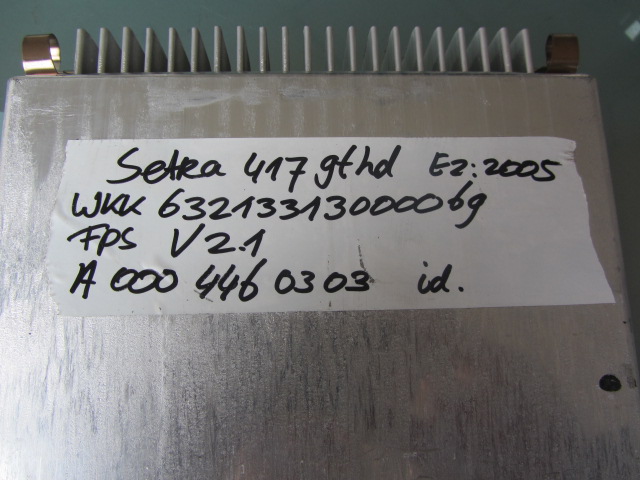 Setra 417 gthd EZ: 2005
WKK 63213313000069
FPS V2.1
A 000 446 03 03 id.